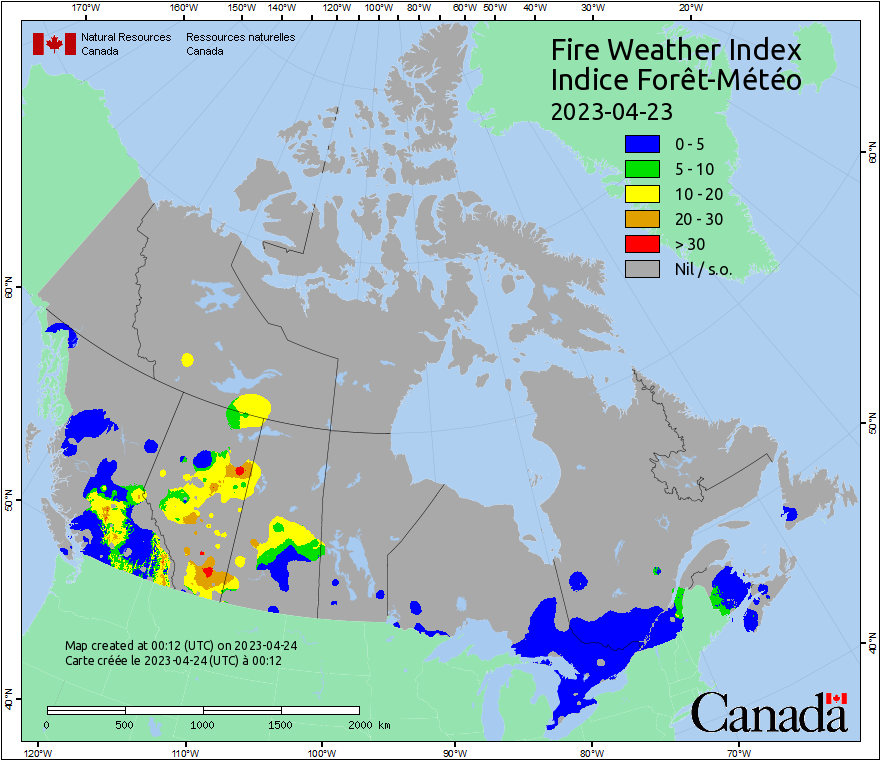 170°W 160°W 150°W 140°W 120°W 100°W 80°W 60°W 50°W 40°W 30°W 20°W
Natural Resources Ressources naturelles
Canada Canada
Fire Weather Index
Indice Forêt-Météo
2023-04-23
0 - 5
5 - 10
10 - 20
20 - 30
> 30
Nil / s.o.
60°N
60°N
50°N
50°N
40°N
40°N
Map created at 00:12 (UTC) on 2023-04-24
Carte créée le 2023-04-24 (UTC) à 00:12
0 500 1000 1500 2000 km
Canada
120°W 110°W 100°W 90°W 80°W 70°W